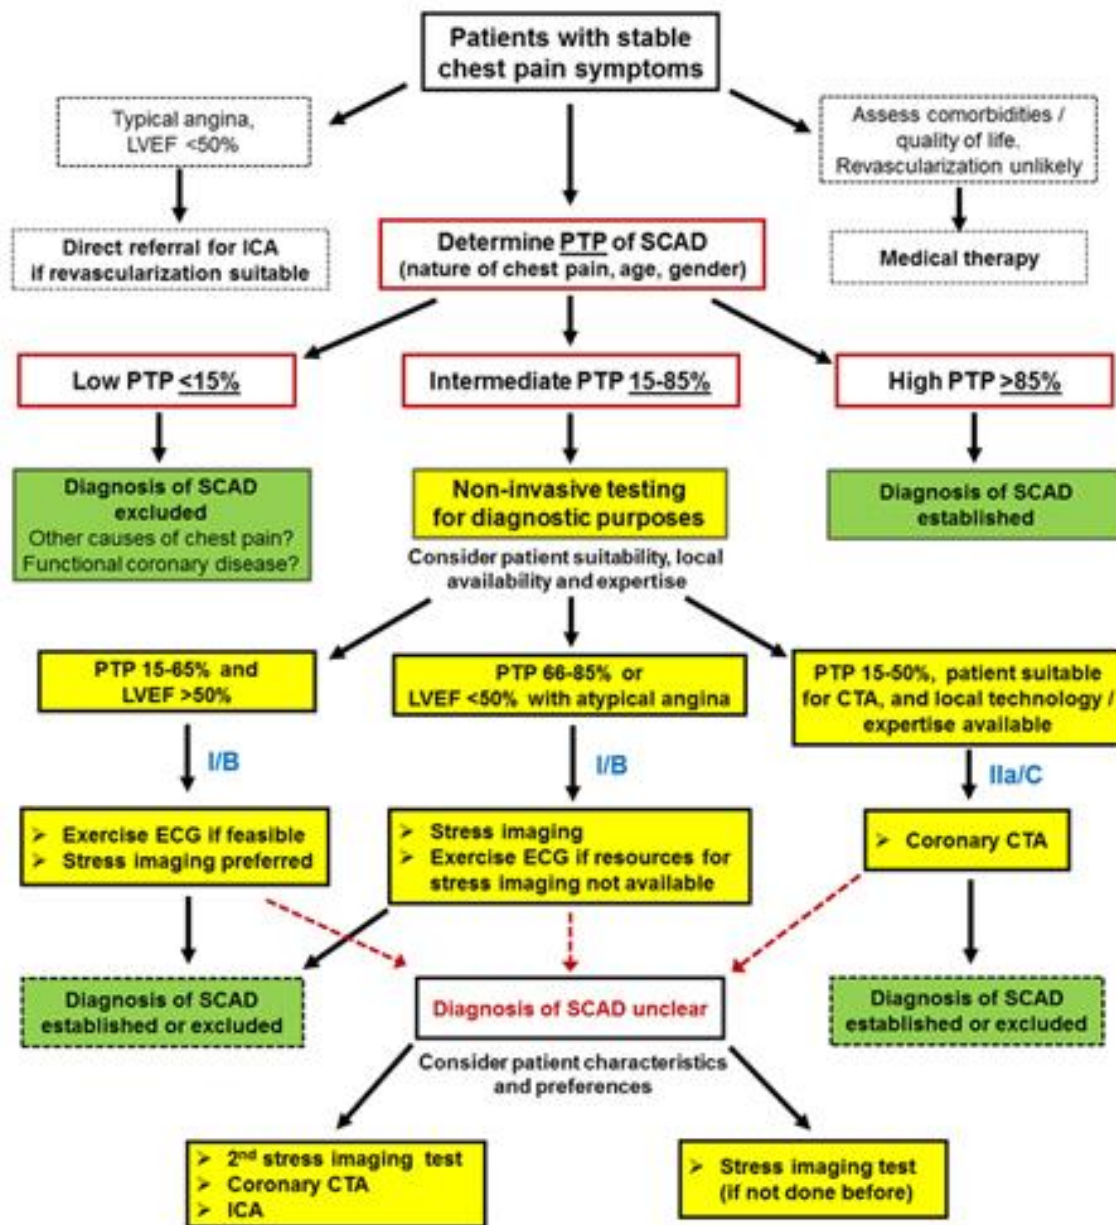 Patients with stable
chest pain symptoms
Typical angina,
LVEF <50%
Assess comorbidities /
quality of life.
Revascularization unlikely
Direct referral for ICA
if revascularization suitable
Determine PTP of SCAD
(nature of chest pain, age, gender)
Medical therapy
Low PTP <15%
Intermediate PTP 15-85%
High PTP >85%
Diagnosis of SCAD
excluded
Other causes of chest pain?
Functional coronary disease?
Non-invasive testing
for diagnostic purposes
Diagnosis of SCAD
established
Consider patient suitability, local
availability and expertise
PTP 15-65% and
LVEF >50%
PTP 66-85% or
LVEF <50% with atypical angina
PTP 15-50%, patient suitable
for CTA, and local technology /
expertise available
I/B
I/B
IIa/C
➢ Exercise ECG if feasible
➢ Stress imaging preferred
➢ Stress imaging
➢ Exercise ECG if resources for
stress imaging not available
➢ Coronary CTA
Diagnosis of SCAD
established or excluded
Diagnosis of SCAD unclear
Diagnosis of SCAD
established or excluded
Consider patient characteristics
and preferences
➢ 2nd stress imaging test
➢ Coronary CTA
➢ ICA
➢ Stress imaging test
(if not done before)